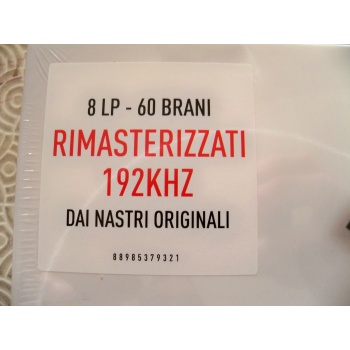 8 LP - 60 BRANI
RIMASTERIZZATI
192KHZ
DAI NASTRI ORIGINALI
88985379321